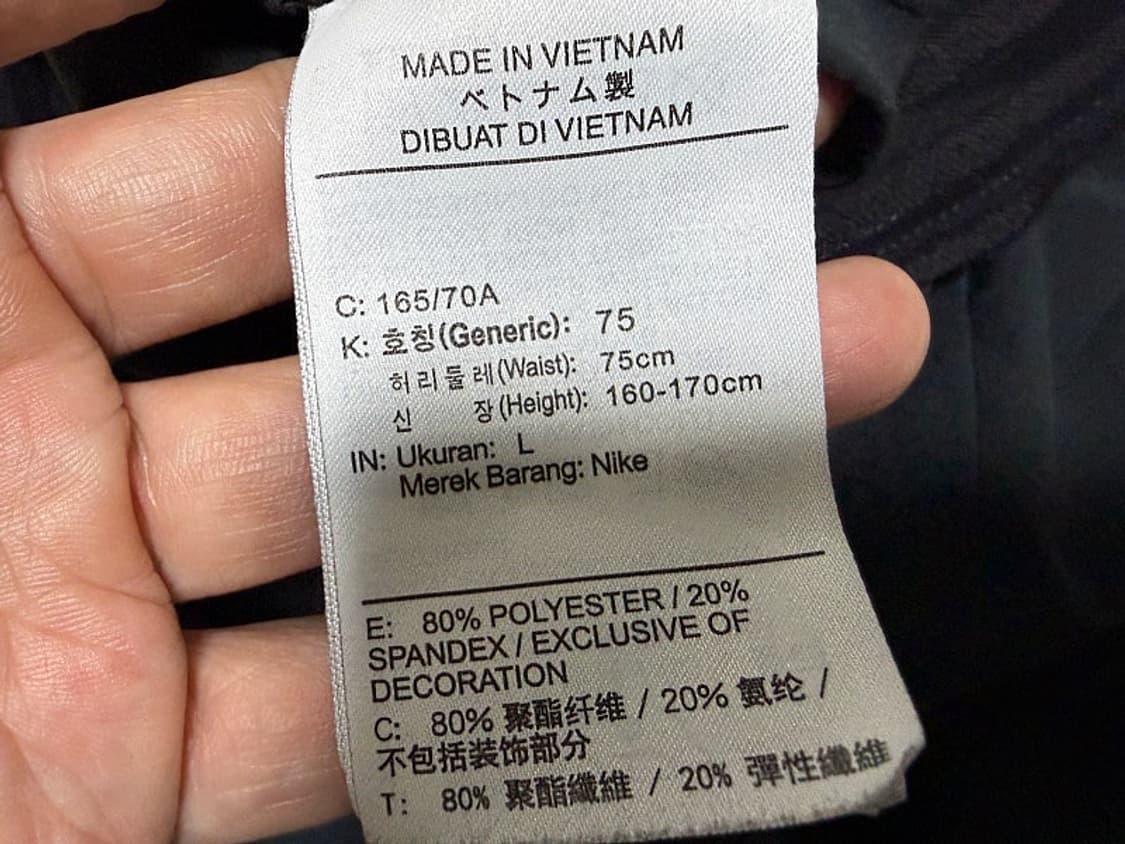 MADE IN VIETNAM
ベトナム製
DIBUAT DI VIETNAM
C: 165/70A
K: 호칭(Generic): 75
허리둘레(Waist): 75cm
신 장(Height): 160-170cm
IN: Ukuran: L
Merek Barang: Nike
E: 80% POLYESTER / 20%
SPANDEX / EXCLUSIVE OF
DECORATION
C: 80% 聚酯纤维 / 20% 氨纶 /
不包括装饰部分
T: 80% 聚酯纖維 / 20% 彈性纖維